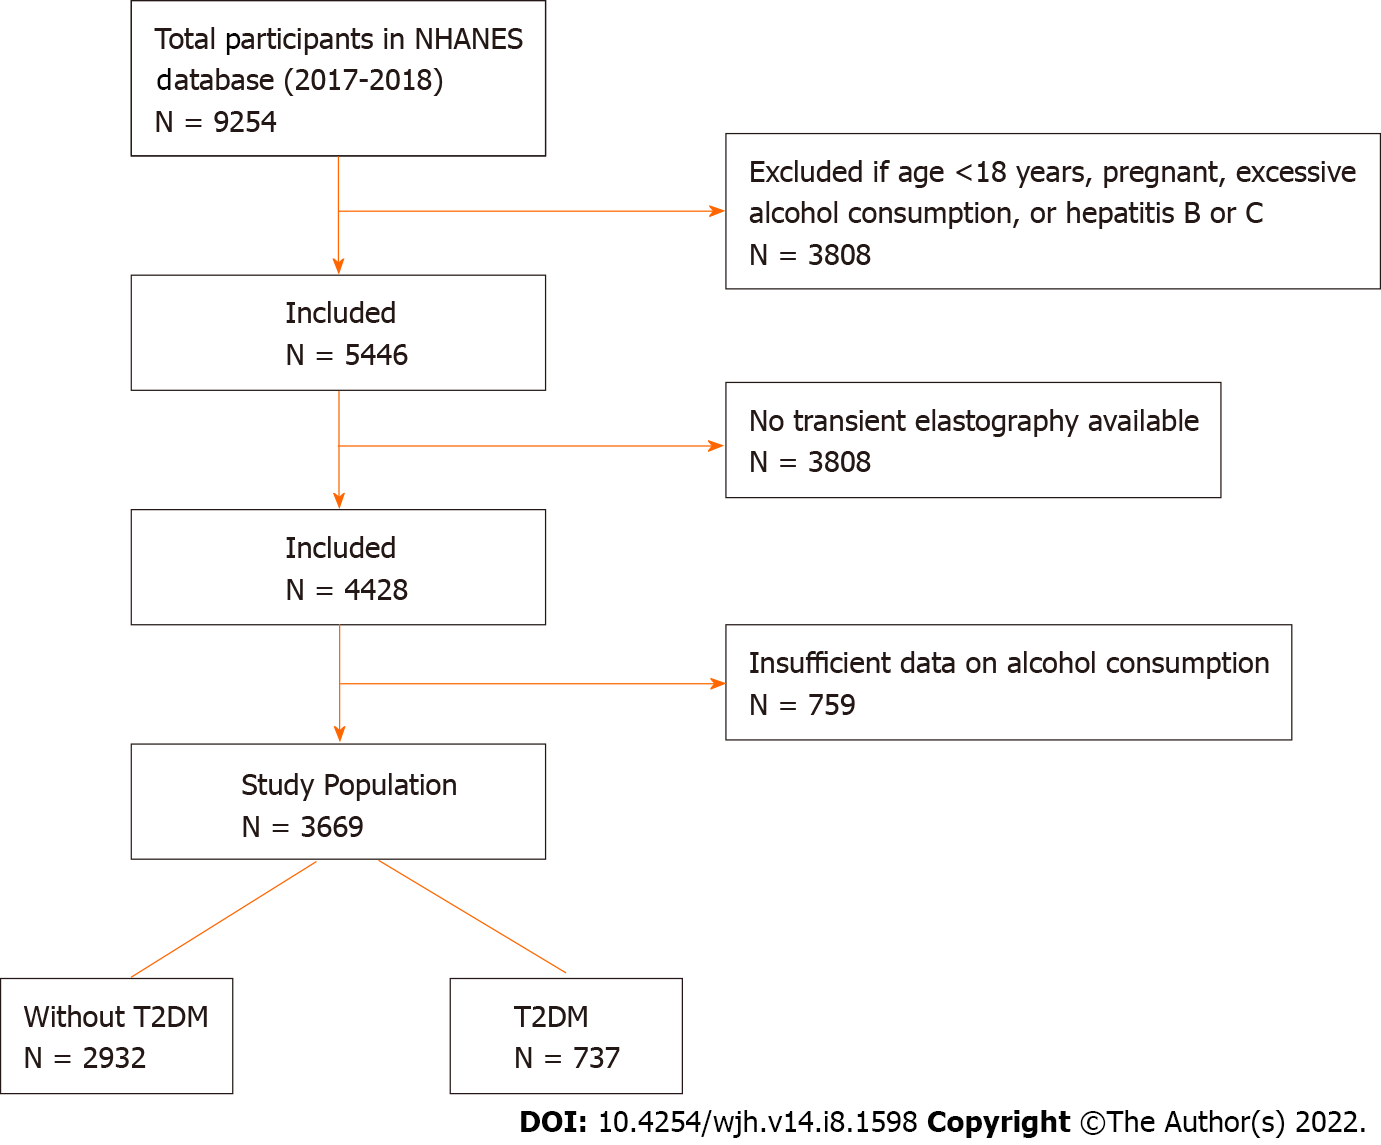 Total participants in NHANES
database (2017-2018)
N = 9254
Excluded if age <18 years, pregnant, excessive
alcohol consumption, or hepatitis B or C
N = 3808
Included
N = 5446
No transient elastography available
N = 3808
Included
N = 4428
Insufficient data on alcohol consumption
N = 759
Study Population
N = 3669
Without T2DM
N = 2932
T2DM
N = 737
DOI: 10.4254/wjh.v14.i8.1598 Copyright ©The Author(s) 2022.